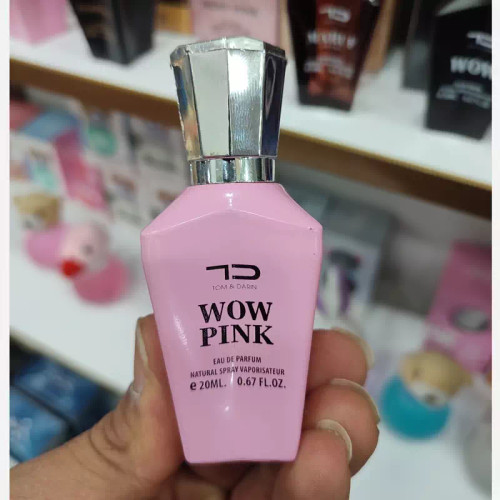 TD
TOM & DARIN
WOW
PINK
EAU DE PARFUM
NATURAL SPRAY VAPORISATEUR
e 20ML. 0.67 FL.OZ.
WOW